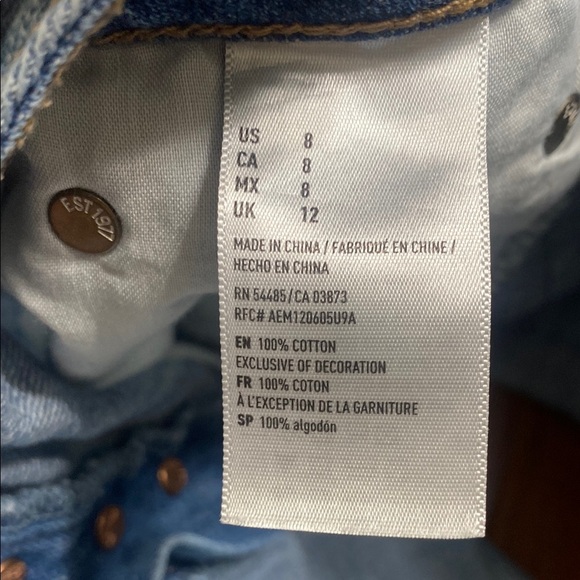 US 8
CA 8
MX 8
UK 12
MADE IN CHINA / FABRIQUÉ EN CHINE /
HECHO EN CHINA
RN 54485/CA 03873
RFC# AEM120605U9A
EN 100% COTTON
EXCLUSIVE OF DECORATION
FR 100% COTON
À L'EXCEPTION DE LA GARNITURE
SP 100% algodón
EST 1977